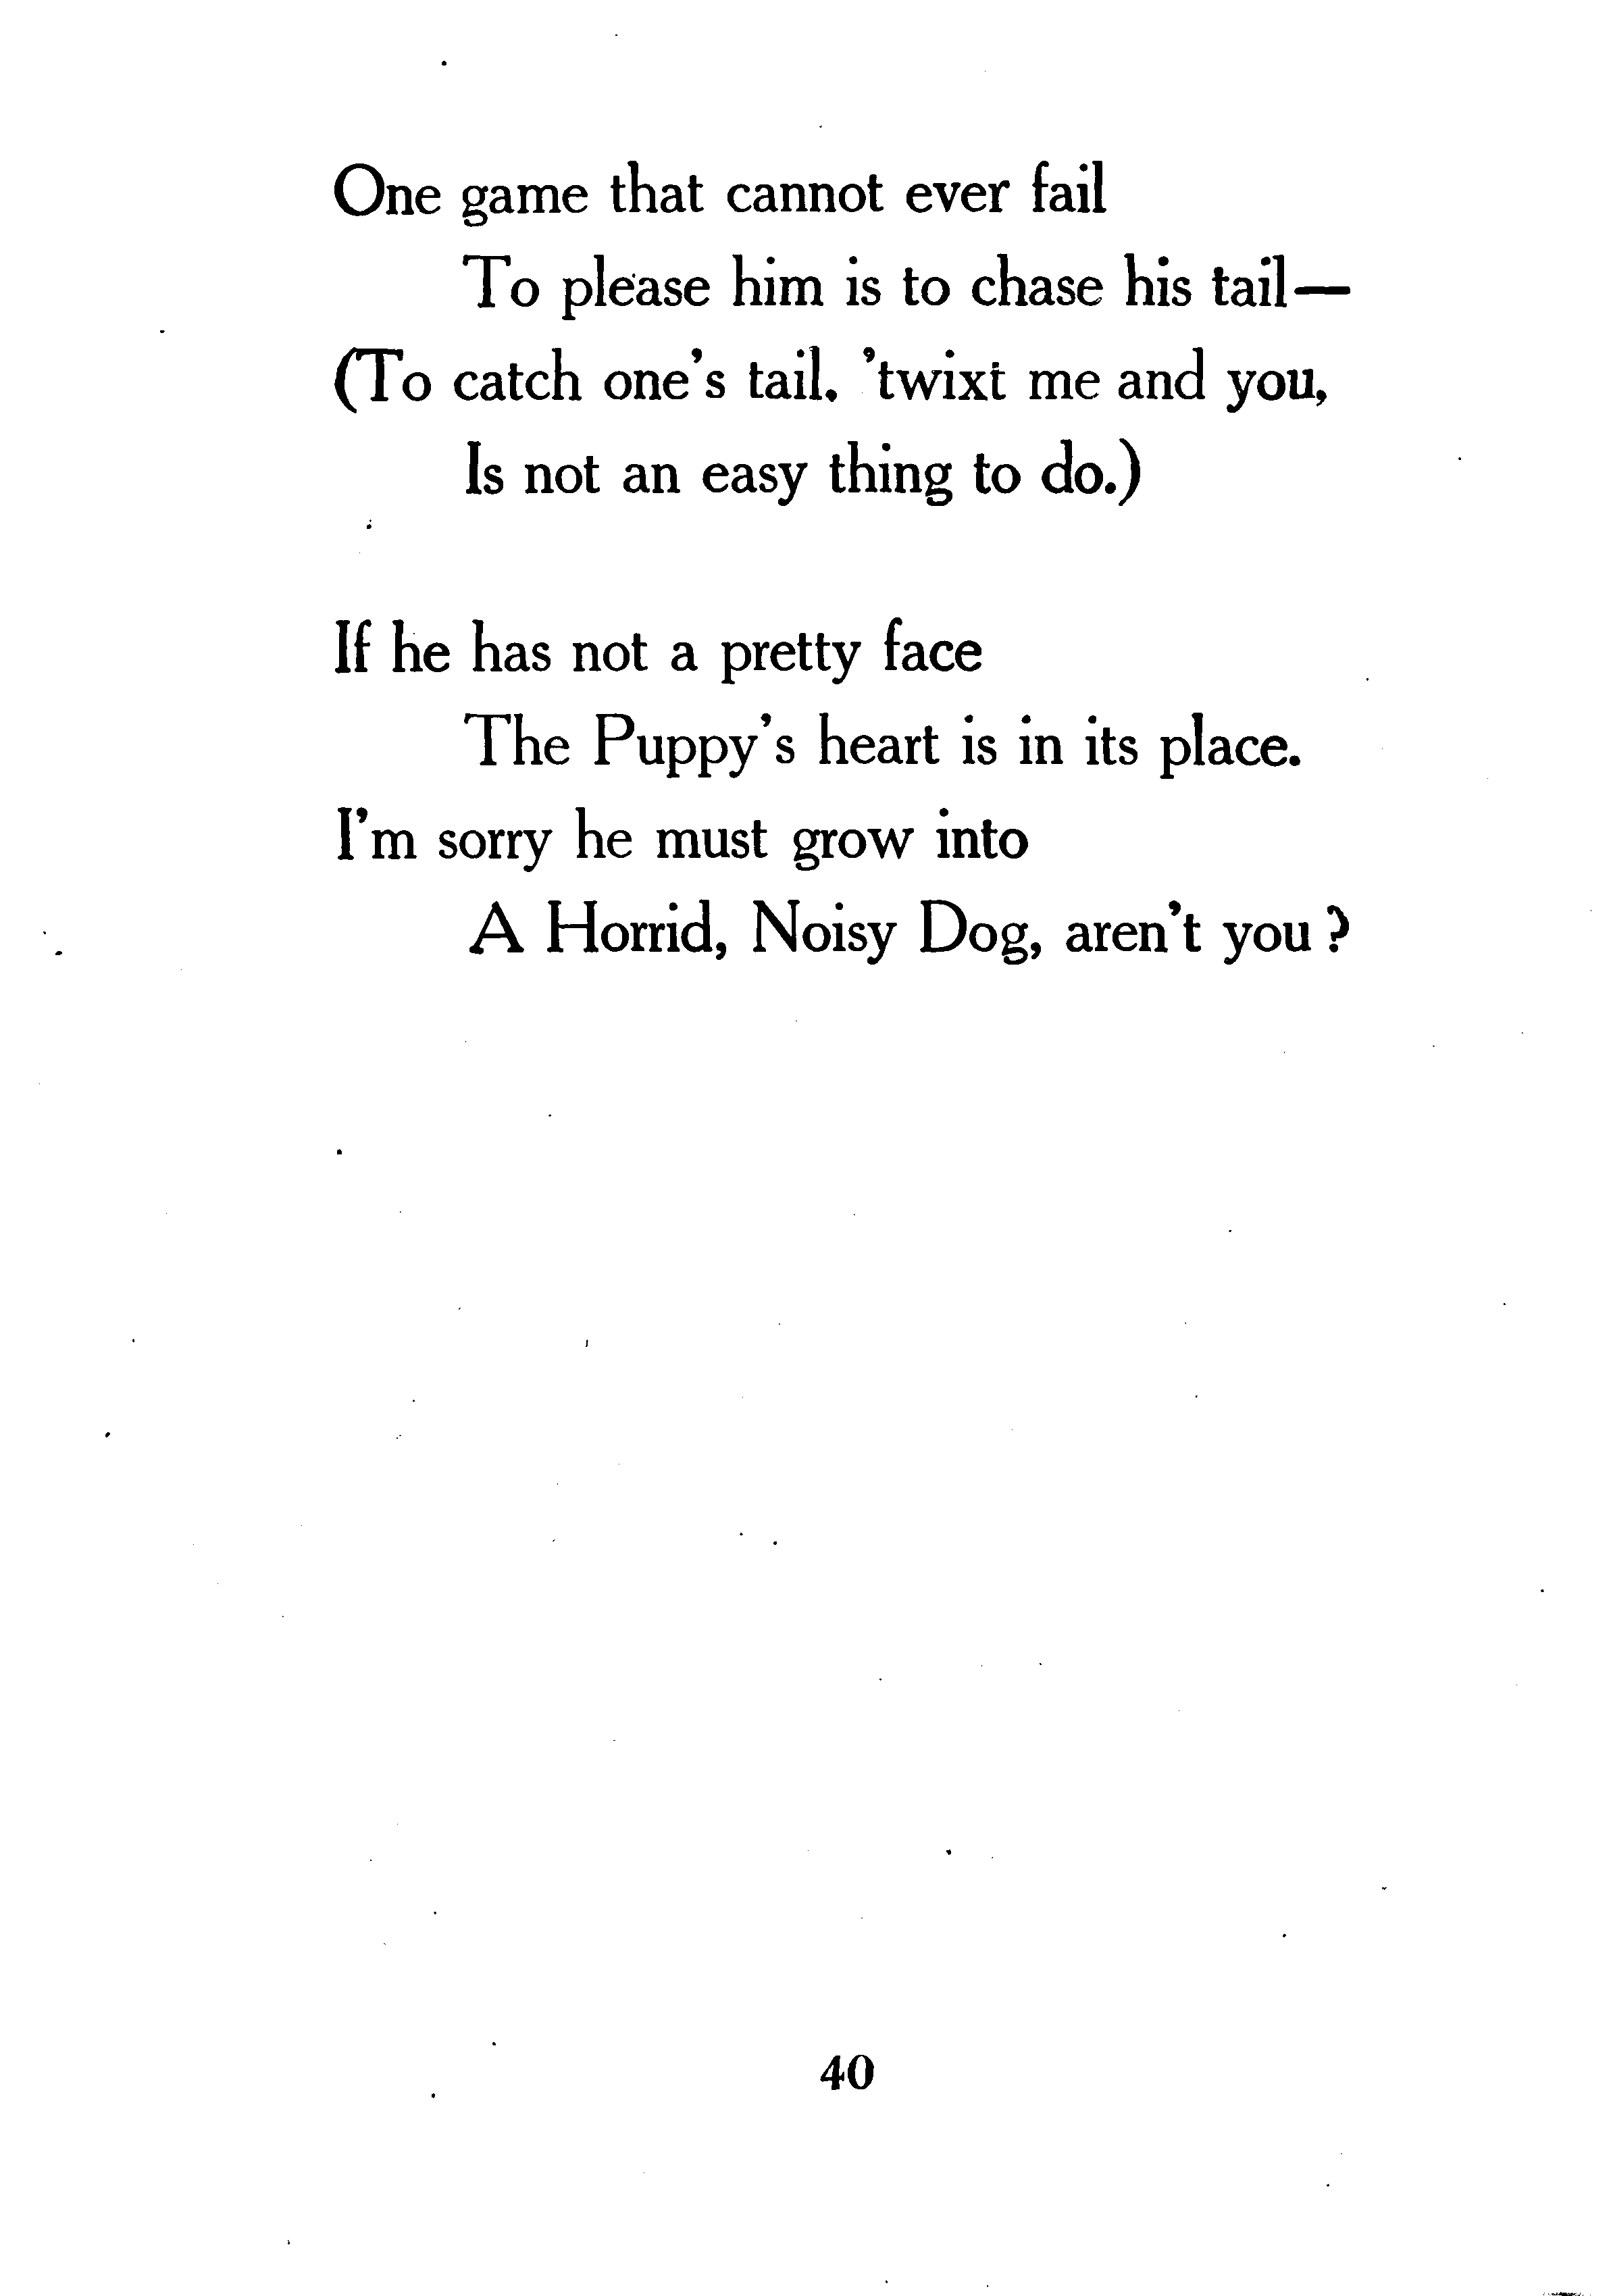 One game that cannot ever fail
To please him is to chase his tail—
(To catch one's tail, 'twixt me and you,
Is not an easy thing to do.)
If he has not a pretty face
The Puppy's heart is in its place.
I'm sorry he must grow into
A Horrid, Noisy Dog, aren't you ?
40